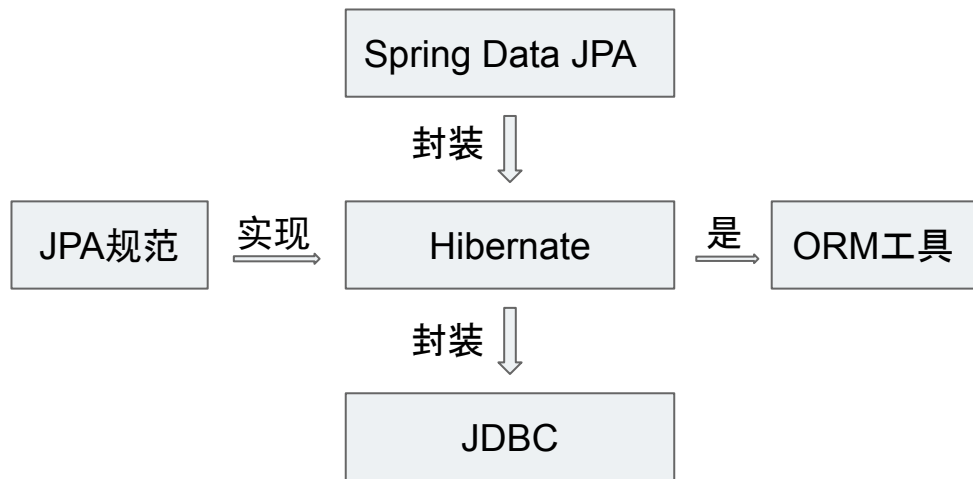 Spring Data JPA
封装
JPA规范
实现
Hibernate
是
ORM工具
封装
JDBC